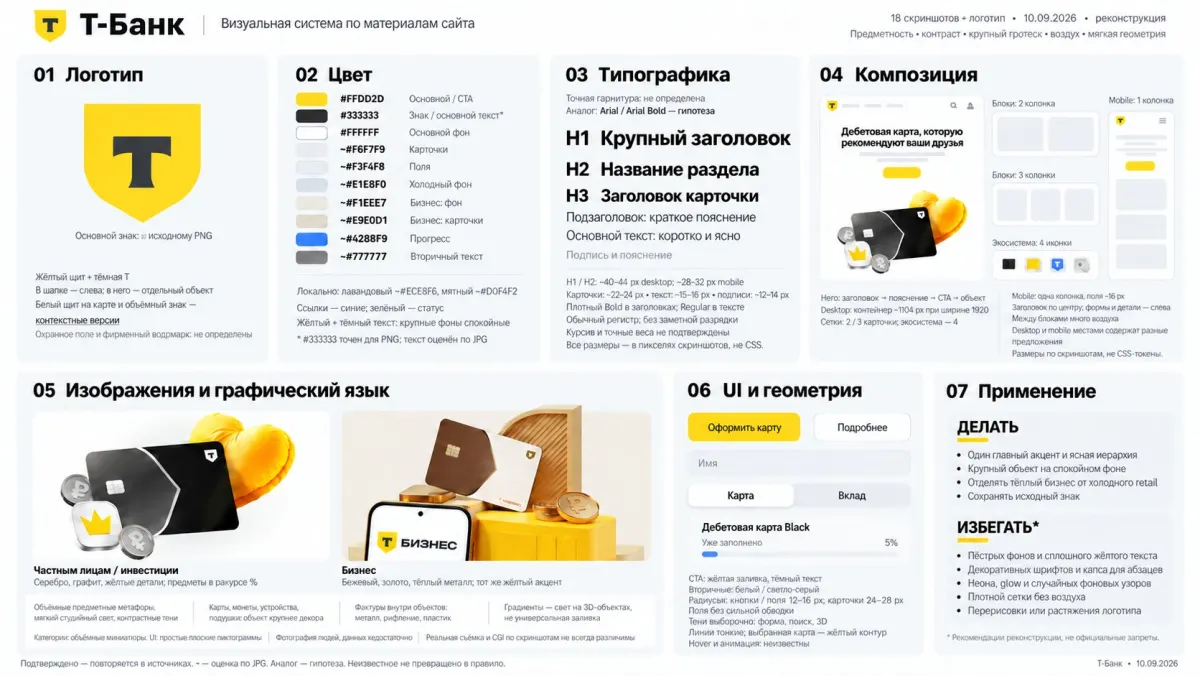 Т-Банк
Визуальная система по материалам сайта
18 скриншотов + логотип • 10.09.2026 • реконструкция
Предметность • контраст • крупный гротеск • воздух • мягкая геометрия
01 Логотип
Основной знак: исходному PNG
Жёлтый щит + тёмная Т
В шапке — слева; в него — отдельный объект
Белый щит на карте и объёмный знак —
контекстные версии
Охранное поле и фирменный водмарк: не определены
02 Цвет
#FFDD2D Основной / CTA
#333333 Знак / основной текст*
#FFFFFF Основной фон
~#F6F7F9 Карточки
~#F3F4F8 Поля
~#E1E8F0 Холодный фон
~#F1EEE7 Бизнес: фон
~#E9E0D1 Бизнес: карточки
~#4288F9 Прогресс
~#777777 Вторичный текст
Локально: лавандовый ~#ECE8F6, мятный ~#D0F4F2
Ссылки — синие; зелёный — статус
Жёлтый + тёмный текст: крупные фоны спокойные
* #333333 точен для PNG; текст оценён по JPG
03 Типографика
Точная гарнитура: не определена
Аналог: Arial / Arial Bold — гипотеза
H1 Крупный заголовок
H2 Название раздела
H3 Заголовок карточки
Подзаголовок: краткое пояснение
Основной текст: коротко и ясно
Подпись и пояснение
H1 / H2: ~40–44 px desktop; ~28–32 px mobile
Карточки: ~22–24 px • текст: ~15–16 px • подписи: ~12–14 px
Плотный Bold в заголовках; Regular в тексте
Обычный регистр; без заметной разрядки
Курсив и точные веса не подтверждены
Все размеры — в пикселях скриншотов, не CSS.
04 Композиция
Дебетовая карта, которую
рекомендуют ваши друзья
Блоки: 2 колонка
Блоки: 3 колонки
Экосистема: 4 иконки
Mobile: 1 колонка
Него: заголовок → пояснение → CTA → объект
Desktop: контейнер ~1104 px при ширине 1920
Сетки: 2 / 3 карточки; экосистема — 4
Mobile: одна колонка, поля ~16 px
Заголовок по центру; формы и детали — слева
Между блоками много воздуха
Desktop и mobile местами содержат разные
предложения
Размеры по скриншотам, не CSS-токены.
05 Изображения и графический язык
БИЗНЕС
Частным лицам / инвестиции
Серебро, графит, жёлтые детали; предметы в ракурсе %
Бизнес
Бежевый, золото, тёплый металл; тот же жёлтый акцент
Объёмные предметные метафоры,
мягкий студийный свет, контрастные тени
Карты, монеты, устройства,
подушка: объект крупнее декора
Фактуры внутри объектов:
металл, рифление, пластик
Градиенты — свет на 3D-объектах,
не универсальная заливка
Категории: объёмные миниатюры. UI: простые плоские пиктограммы
Фотография людей, данных недостаточно
Реальная съёмка и CGI по скриншотам не всегда различимы
06 UI и геометрия
Оформить карту
Подробнее
Имя
Карта
Вклад
Дебетовая карта Black
Уже заполнено 5%
CTA: жёлтая заливка, тёмный текст
Вторичные: белый / светло-серый
Радиусы: кнопки / поля 12–16 px; карточки 24–28 px
Поля без сильной обводки
Тени выборочно: форма, поиск, 3D
Линии тонкие; выбранная карта — жёлтый контур
Hover и анимация: неизвестны
07 Применение
ДЕЛАТЬ
• Один главный акцент и ясная иерархия
• Крупный объект на спокойном фоне
• Отделять тёплый бизнес от холодного retail
• Сохранять исходный знак
ИЗБЕГАТЬ*
• Пёстрых фонов и сплошного жёлтого текста
• Декоративных шрифтов и капса для абзацев
• Неона, glow и случайных фоновых узоров
• Плотной сетки без воздуха
• Перерисовки или растяжения логотипа
* Рекомендации реконструкции, не официальные запреты.
Подтверждено — повторяется в источниках. ~ — оценка по JPG. Аналог — гипотеза. Неизвестное не превращено в правило.
Т-Банк • 10.09.2026